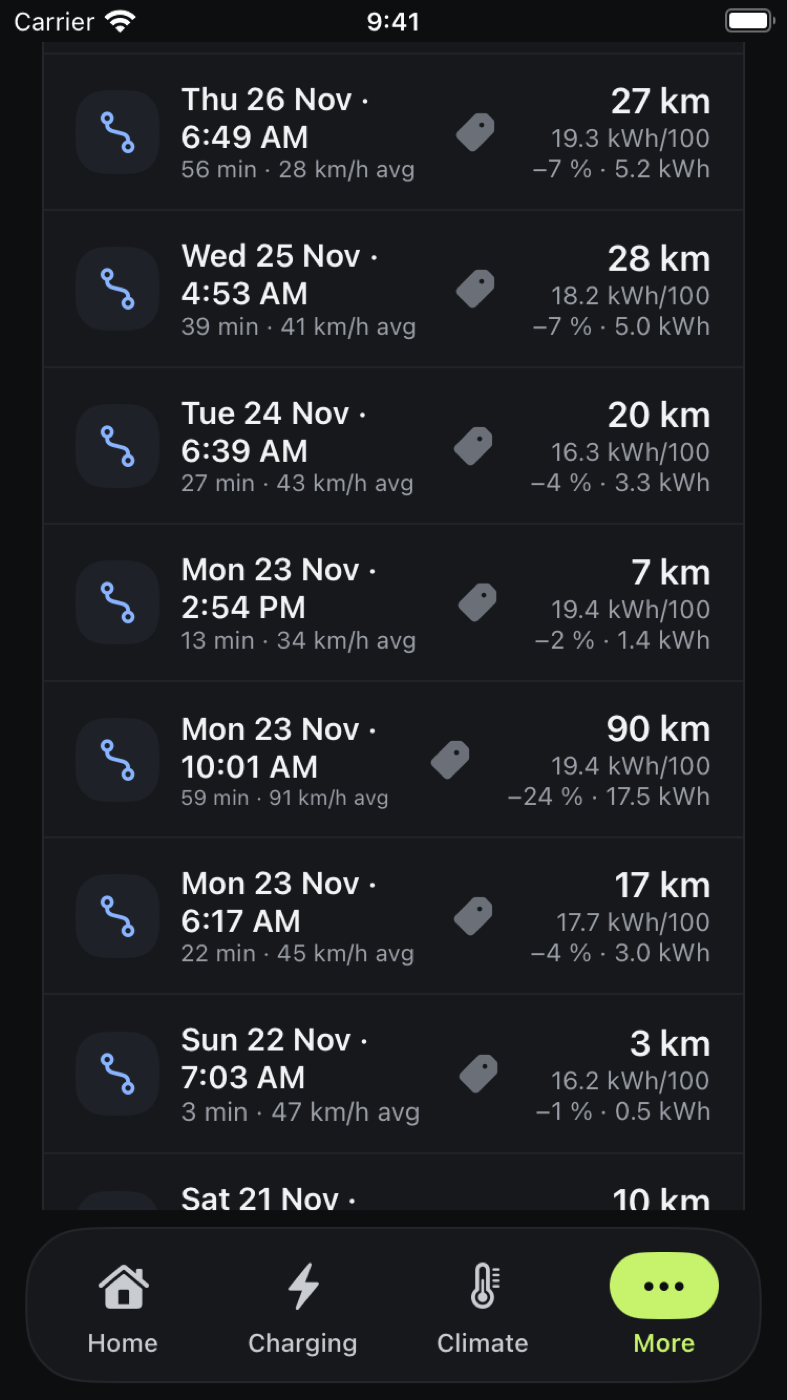 Carrier 9:41
Thu 26 Nov ·
6:49 AM
56 min · 28 km/h avg
27 km
19.3 kWh/100
−7 % · 5.2 kWh
Wed 25 Nov ·
4:53 AM
39 min · 41 km/h avg
28 km
18.2 kWh/100
−7 % · 5.0 kWh
Tue 24 Nov ·
6:39 AM
27 min · 43 km/h avg
20 km
16.3 kWh/100
−4 % · 3.3 kWh
Mon 23 Nov ·
2:54 PM
13 min · 34 km/h avg
7 km
19.4 kWh/100
−2 % · 1.4 kWh
Mon 23 Nov ·
10:01 AM
59 min · 91 km/h avg
90 km
19.4 kWh/100
−24 % · 17.5 kWh
Mon 23 Nov ·
6:17 AM
22 min · 45 km/h avg
17 km
17.7 kWh/100
−4 % · 3.0 kWh
Sun 22 Nov ·
7:03 AM
3 min · 47 km/h avg
3 km
16.2 kWh/100
−1 % · 0.5 kWh
Sat 21 Nov ·
10 km
Home
Charging
Climate
More